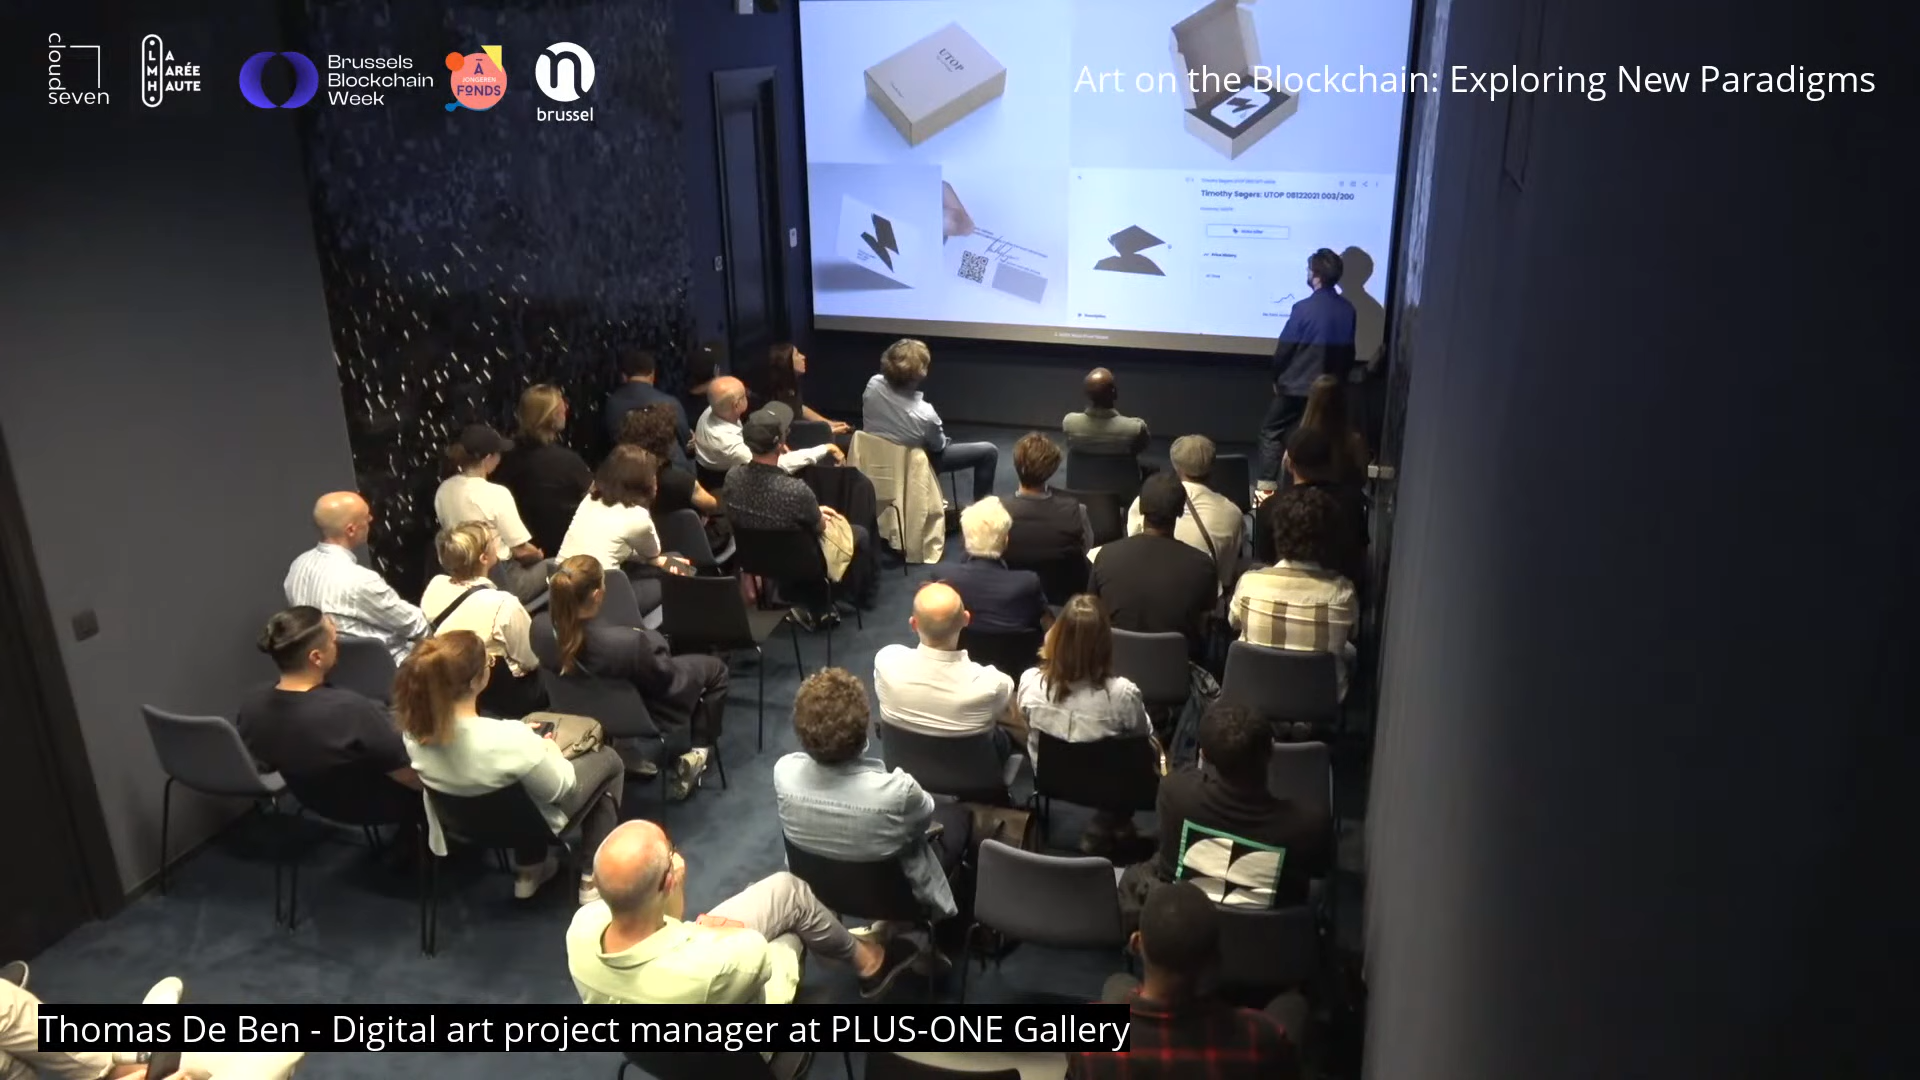 cloud
seven
LMMH
LA
MARÉE
HAUTE
Brussels
Blockchain
Week
Ā
JONGEREN
FONDS
n
brussel
Art on the Blockchain: Exploring New Paradigms
UTOP
Timothy Segers: UTOP 08122021 003/200
Thomas De Ben - Digital art project manager at PLUS-ONE Gallery